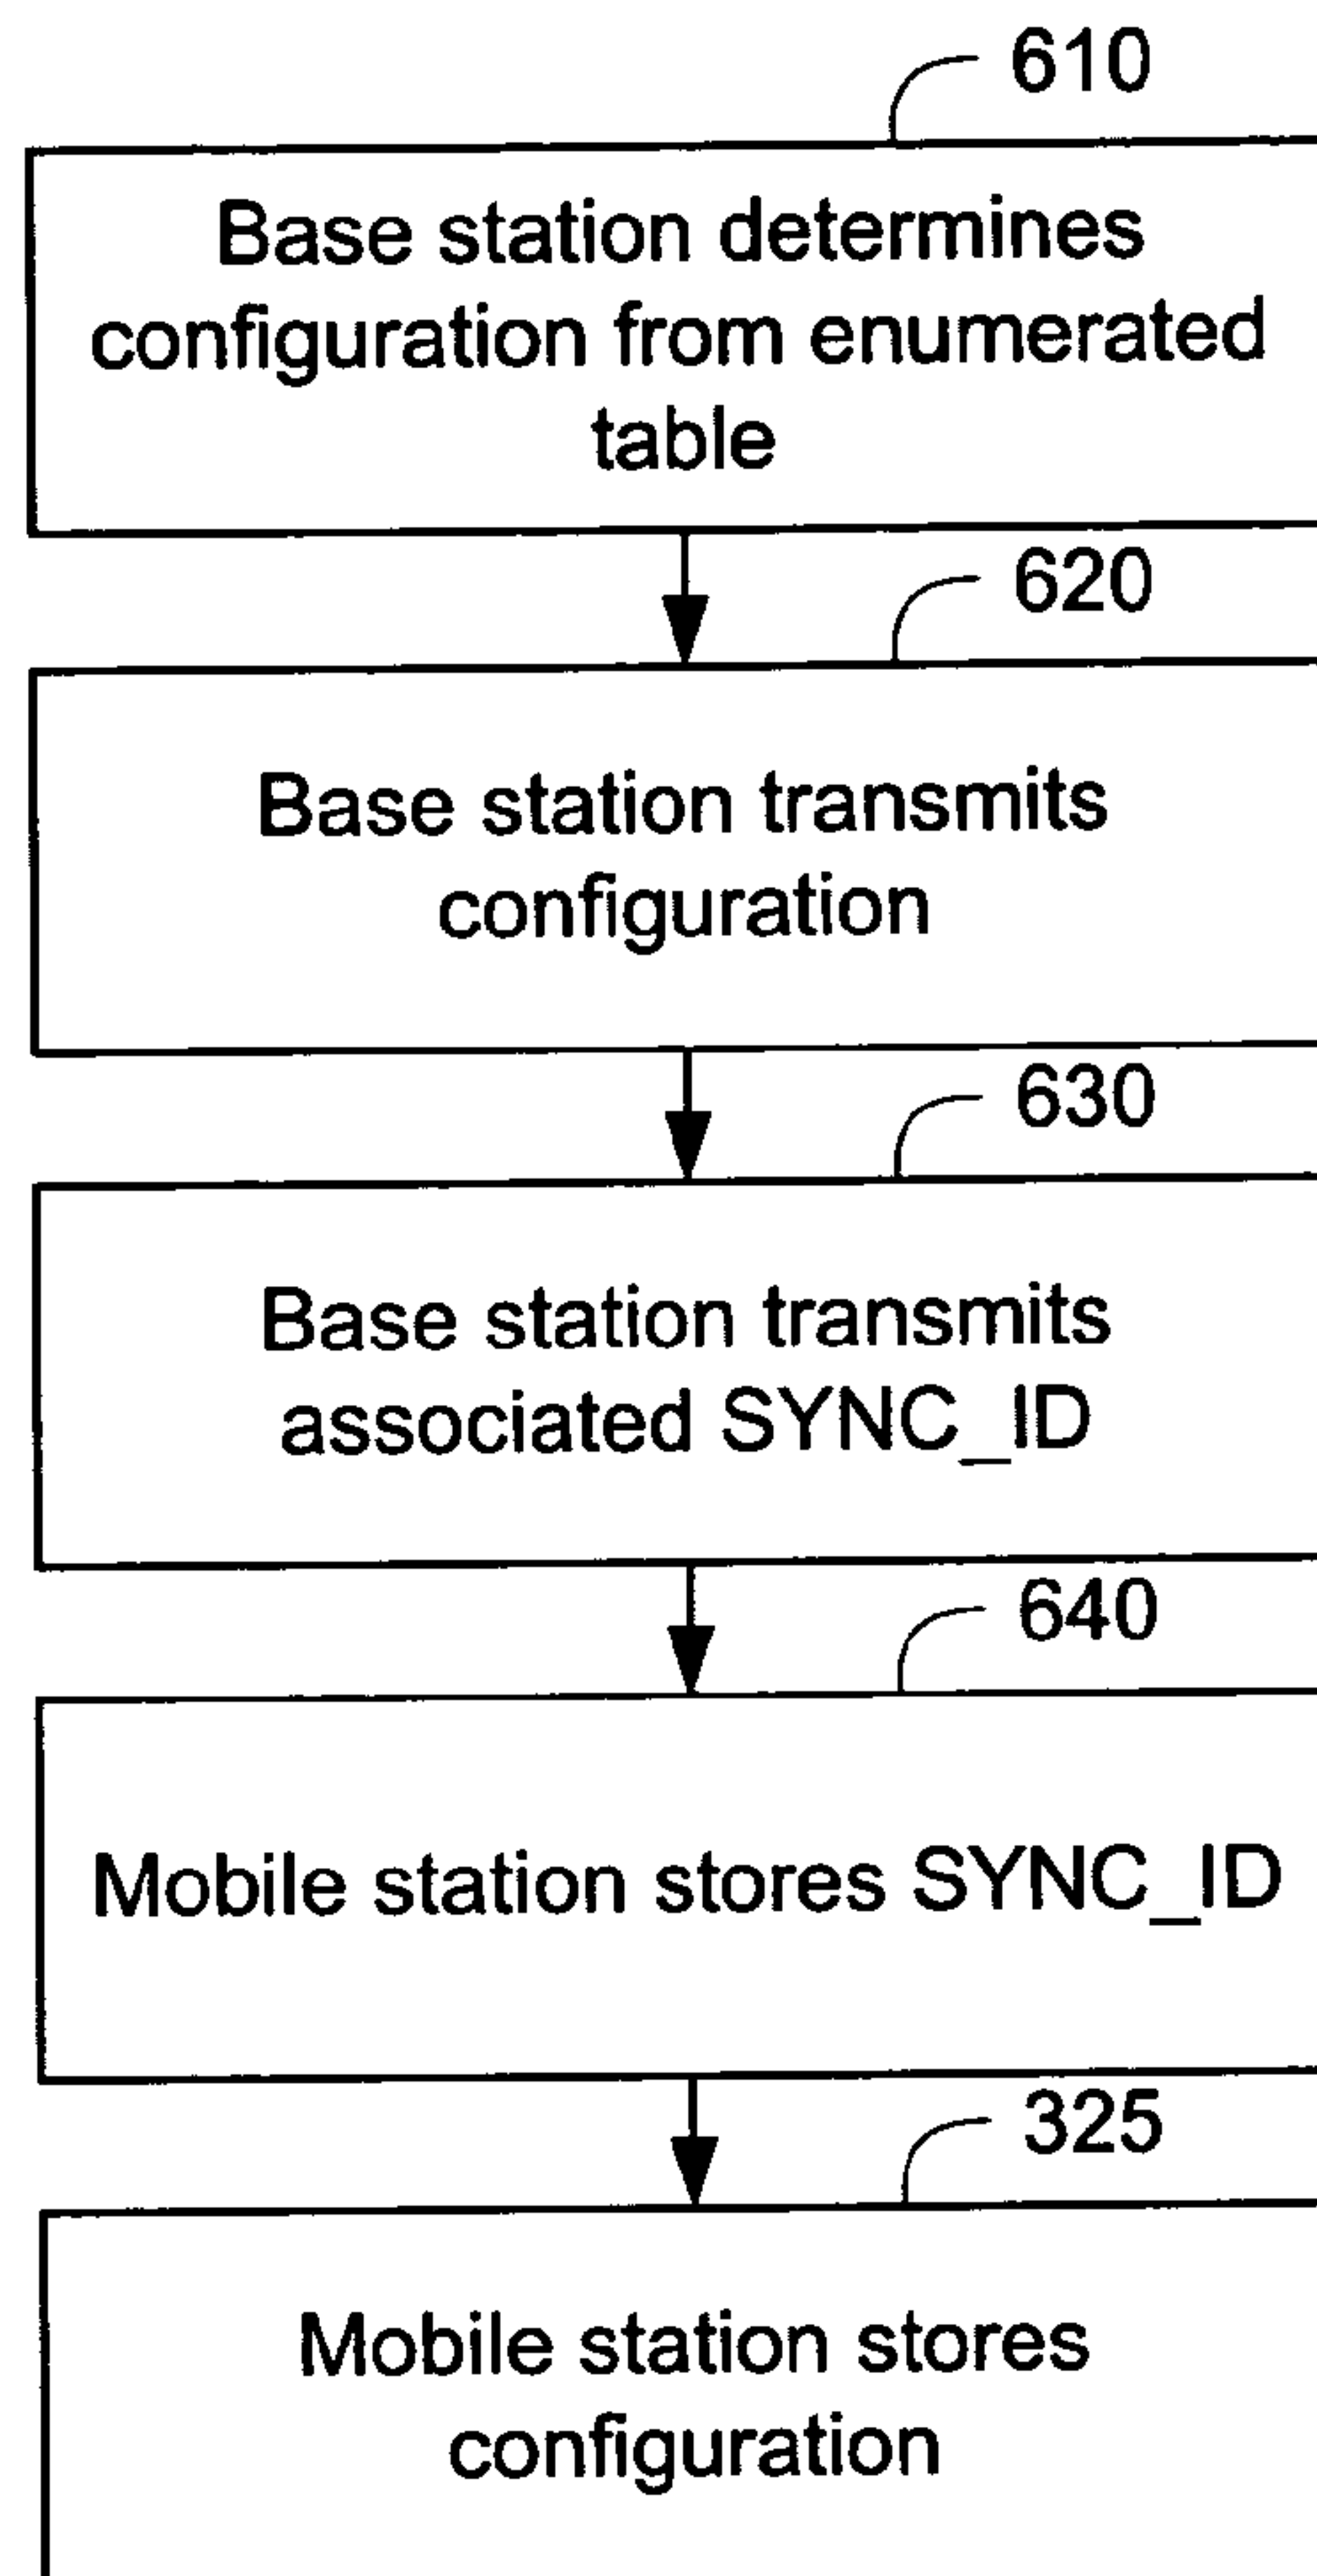 610
Base station determines
configuration from enumerated
table
620
Base station transmits
configuration
630
Base station transmits
associated SYNC_ID
640
Mobile station stores SYNC_ID
325
Mobile station stores
configuration